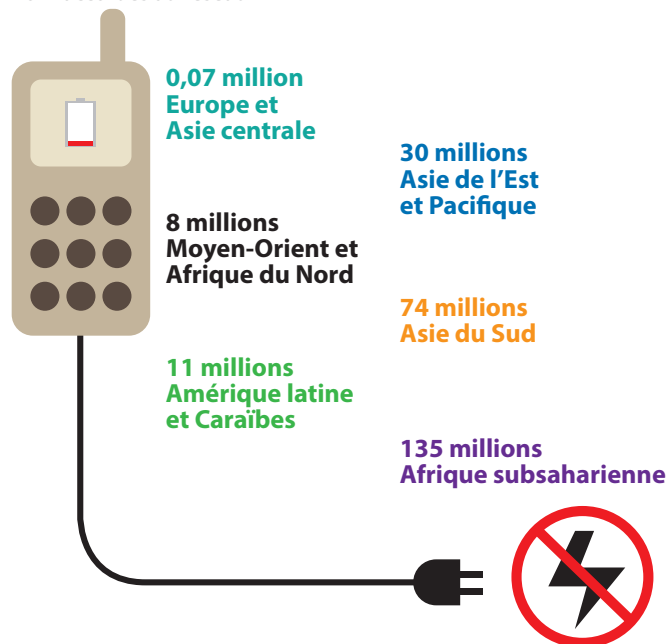 0,07 million
Europe et
Asie centrale
30 millions
Asie de l’Est
et Pacifique
8 millions
Moyen-Orient et
Afrique du Nord
74 millions
Asie du Sud
11 millions
Amérique latine
et Caraïbes
135 millions
Afrique subsaharienne